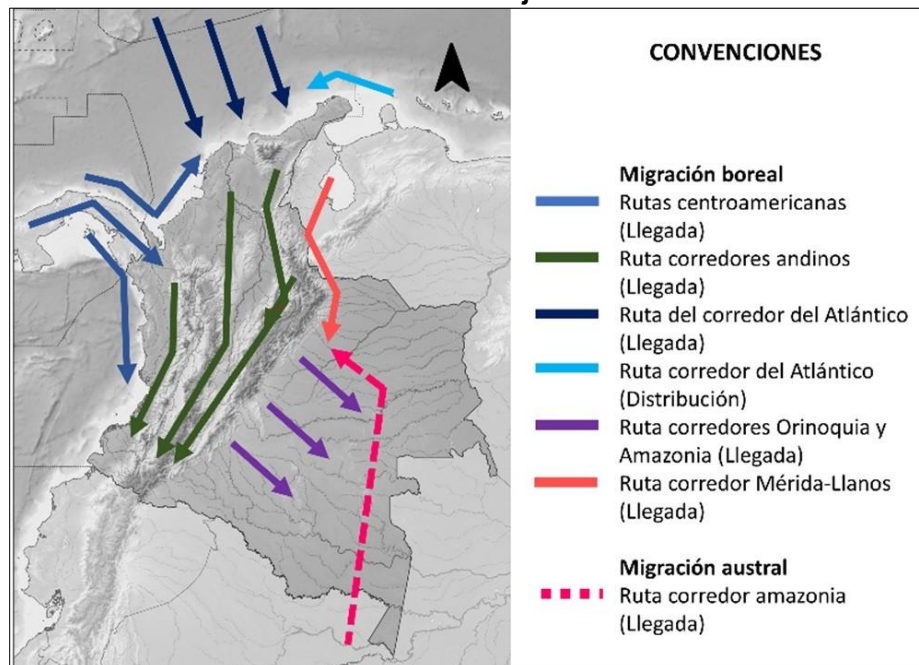 CONVENCIONES
Migración boreal
Rutas centroamericanas
(Llegada)
Ruta corredores andinos
(Llegada)
Ruta del corredor del Atlántico
(Llegada)
Ruta corredor del Atlántico
(Distribución)
Ruta corredores Orinoquia y
Amazonia (Llegada)
Ruta corredor Mérida-Llanos
(Llegada)
Migración austral
Ruta corredor amazonia
(Llegada)